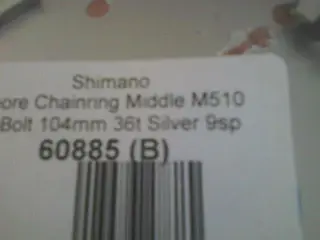 Shimano
ore Chainring Middle M510
Bolt 104mm 36t Silver 9sp
60885 (B)